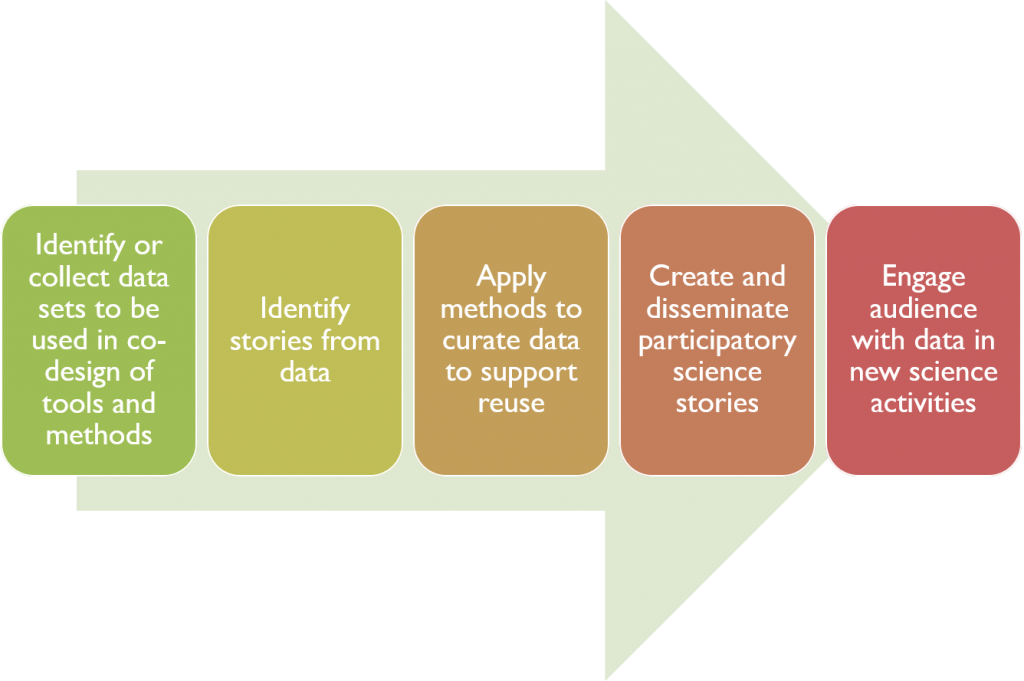 Identify or
collect data
sets to be
used in co-
design of
tools and
methods
Identify
stories from
data
Apply
methods to
curate data
to support
reuse
Create and
disseminate
participatory
science
stories
Engage
audience
with data in
new science
activities